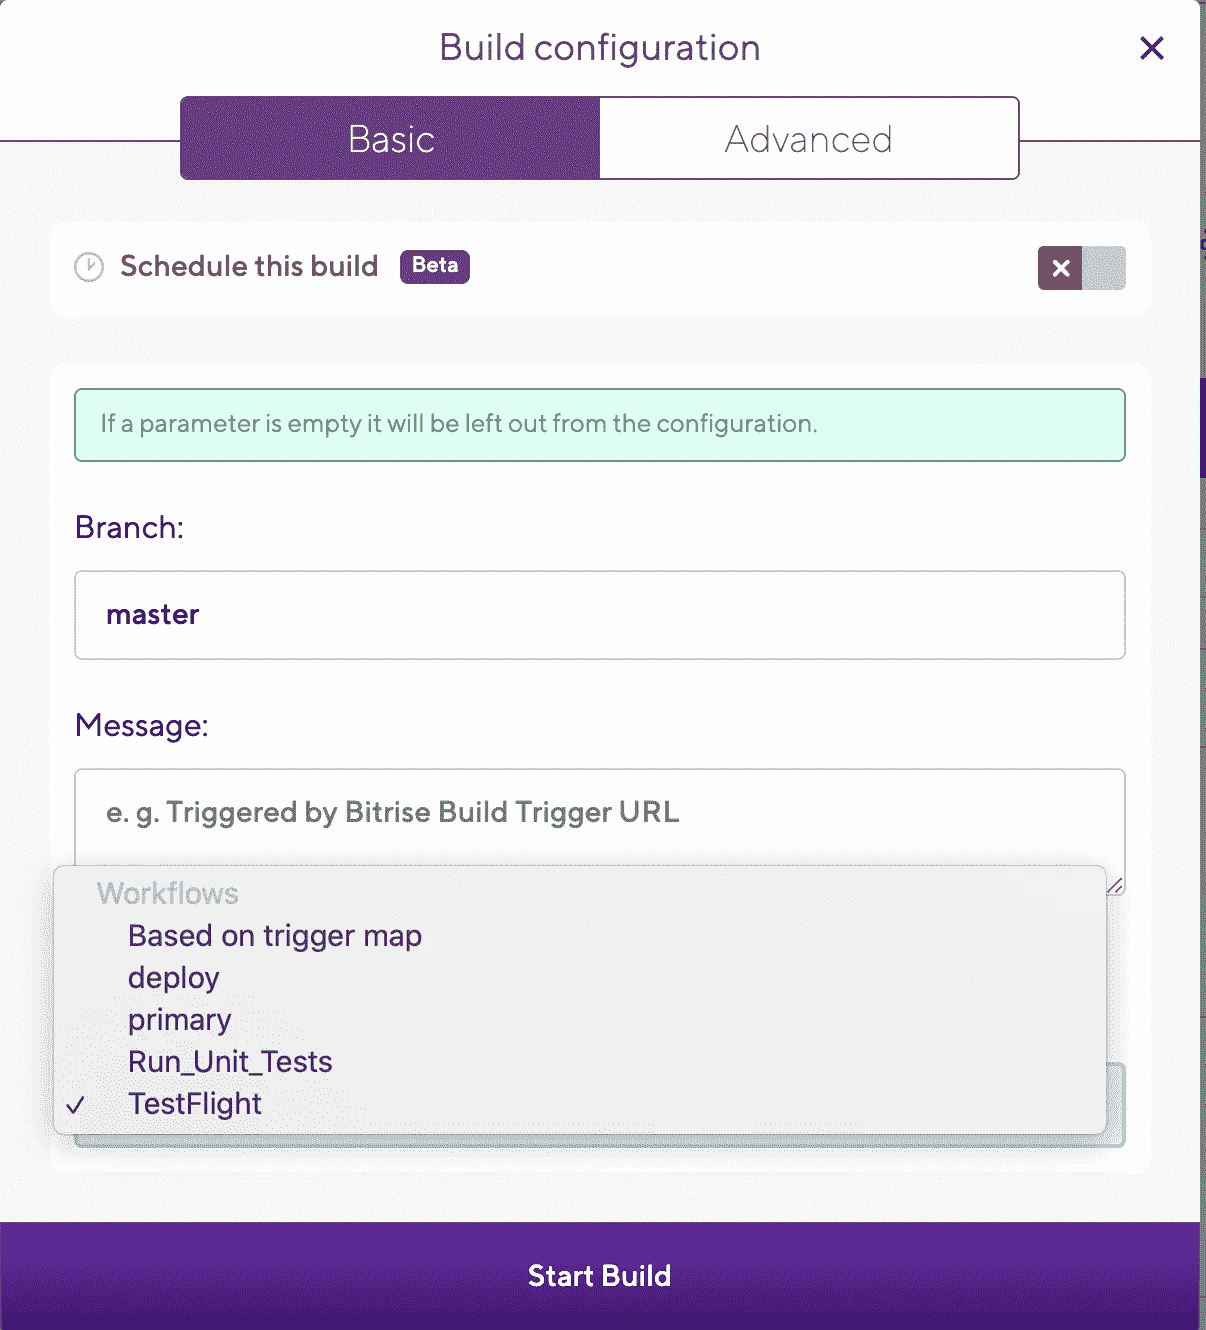 Build configuration
Basic
Advanced
Schedule this build Beta
If a parameter is empty it will be left out from the configuration.
Branch:
master
Message:
e. g. Triggered by Bitrise Build Trigger URL
Workflows
Based on trigger map
deploy
primary
Run_Unit_Tests
✓ TestFlight
Start Build